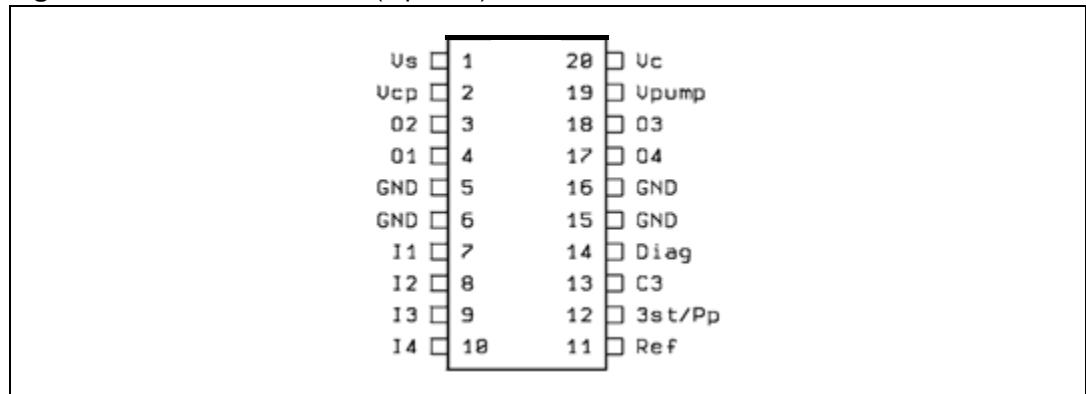 Vs 1 20 Vc
Vcp 2 19 Vpump
O2 3 18 O3
O1 4 17 O4
GND 5 16 GND
GND 6 15 GND
I1 7 14 Diag
I2 8 13 C3
I3 9 12 3st/Pp
I4 10 11 Ref